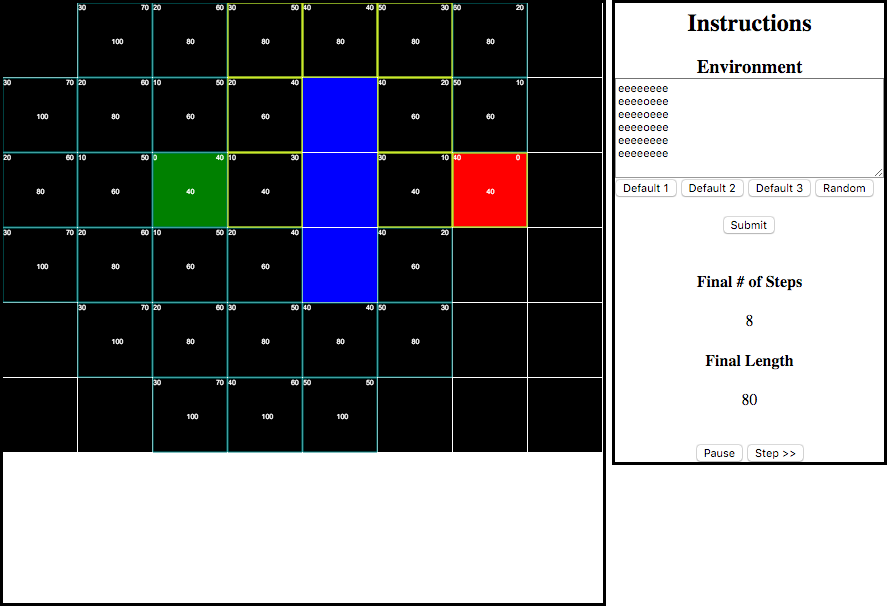 30 70 20 60 30 50 40 40 50 30 60 20
100 80 80 80 80 80
30 70 20 60 10 50 20 40 40 20 50 10
100 80 60 60 60 60
20 60 10 50 0 40 10 30 30 10 40 0
80 60 40 40 40 40
30 70 20 60 10 50 20 40 40 20
100 80 60 60 60
30 70 20 60 30 50 40 40 50 30
100 80 80 80 80
30 70 40 60 50 50
100 100 100
Instructions
Environment
eeeeeeee
eeeeoeee
eeeeoeee
eeeeoeee
eeeeeeee
eeeeeeee
Default 1 Default 2 Default 3 Random
Submit
Final # of Steps
8
Final Length
80
Pause Step >>